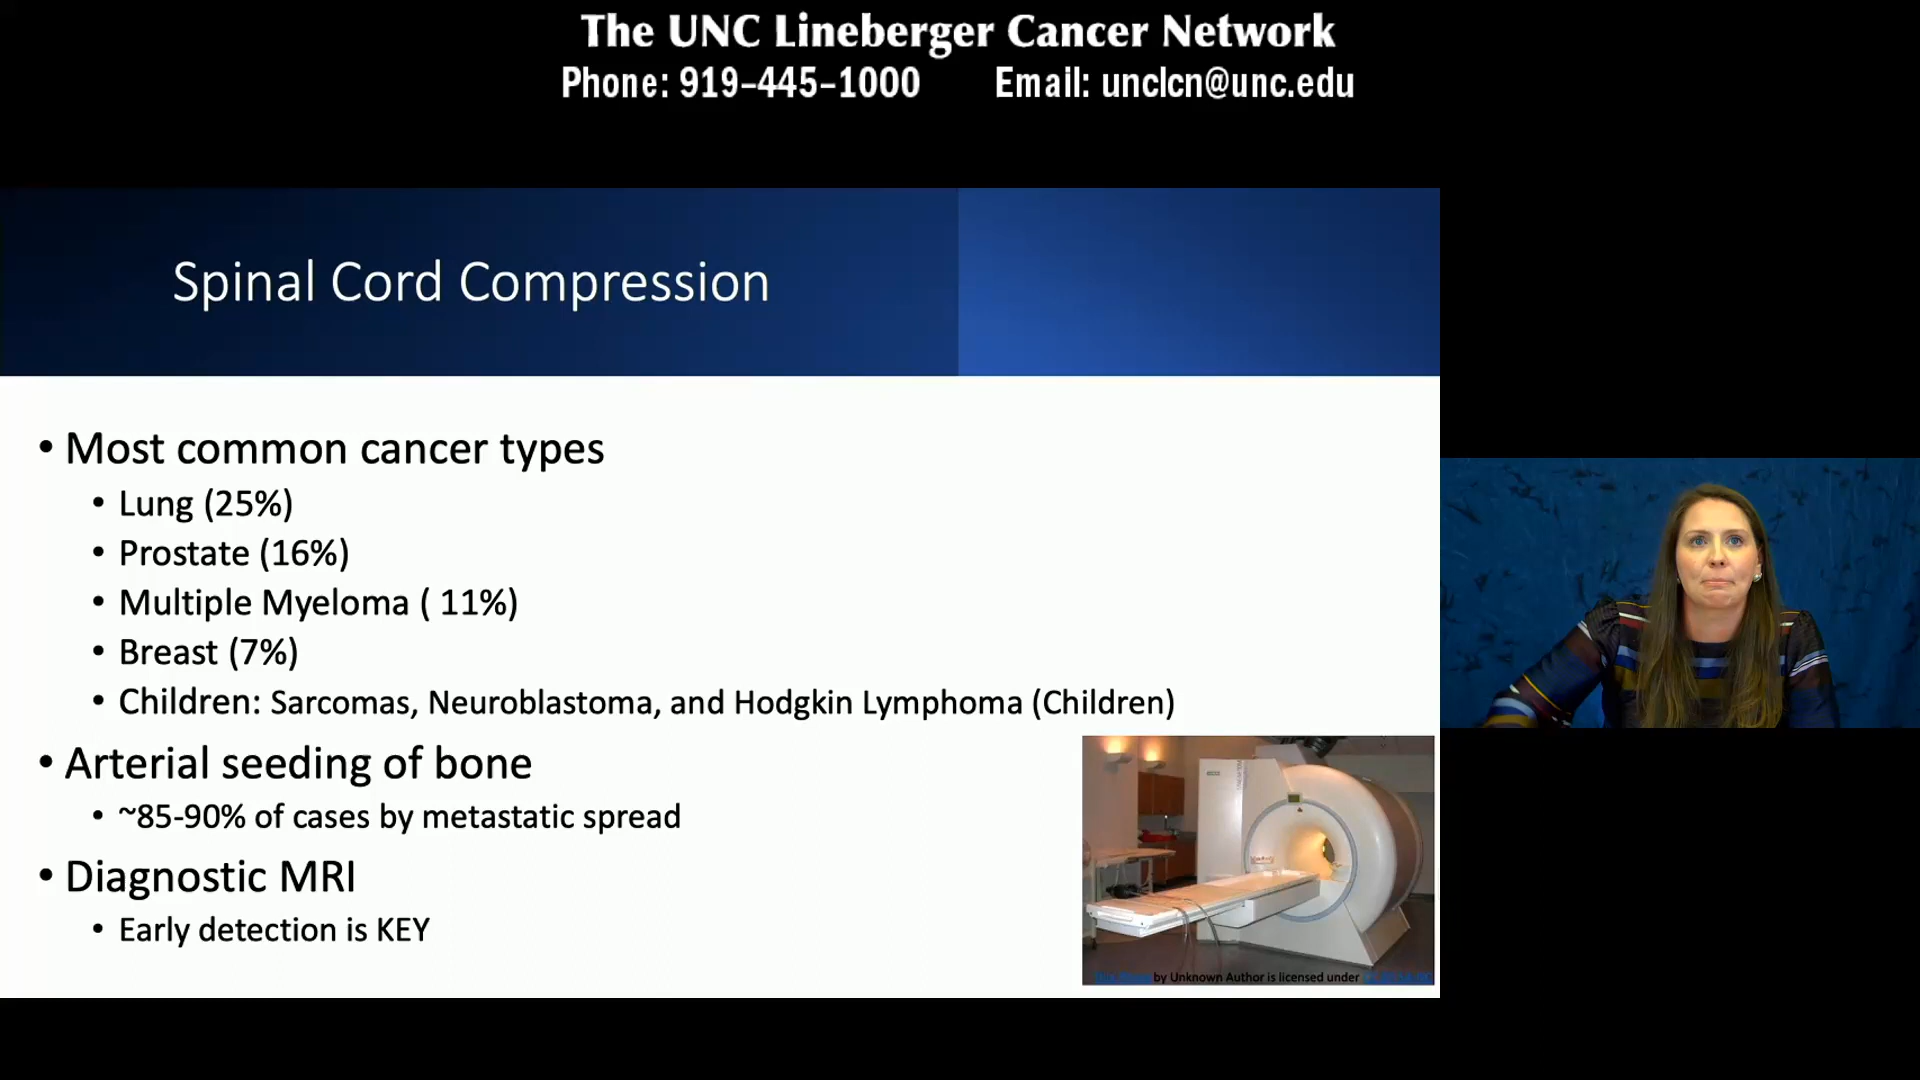 The UNC Lineberger Cancer Network
Phone: 919-445-1000 Email: unclcn@unc.edu
Spinal Cord Compression
• Most common cancer types
• Lung (25%)
• Prostate (16%)
• Multiple Myeloma ( 11%)
• Breast (7%)
• Children: Sarcomas, Neuroblastoma, and Hodgkin Lymphoma (Children)
• Arterial seeding of bone
• ~85-90% of cases by metastatic spread
• Diagnostic MRI
• Early detection is KEY
by Unknown Author is licensed under